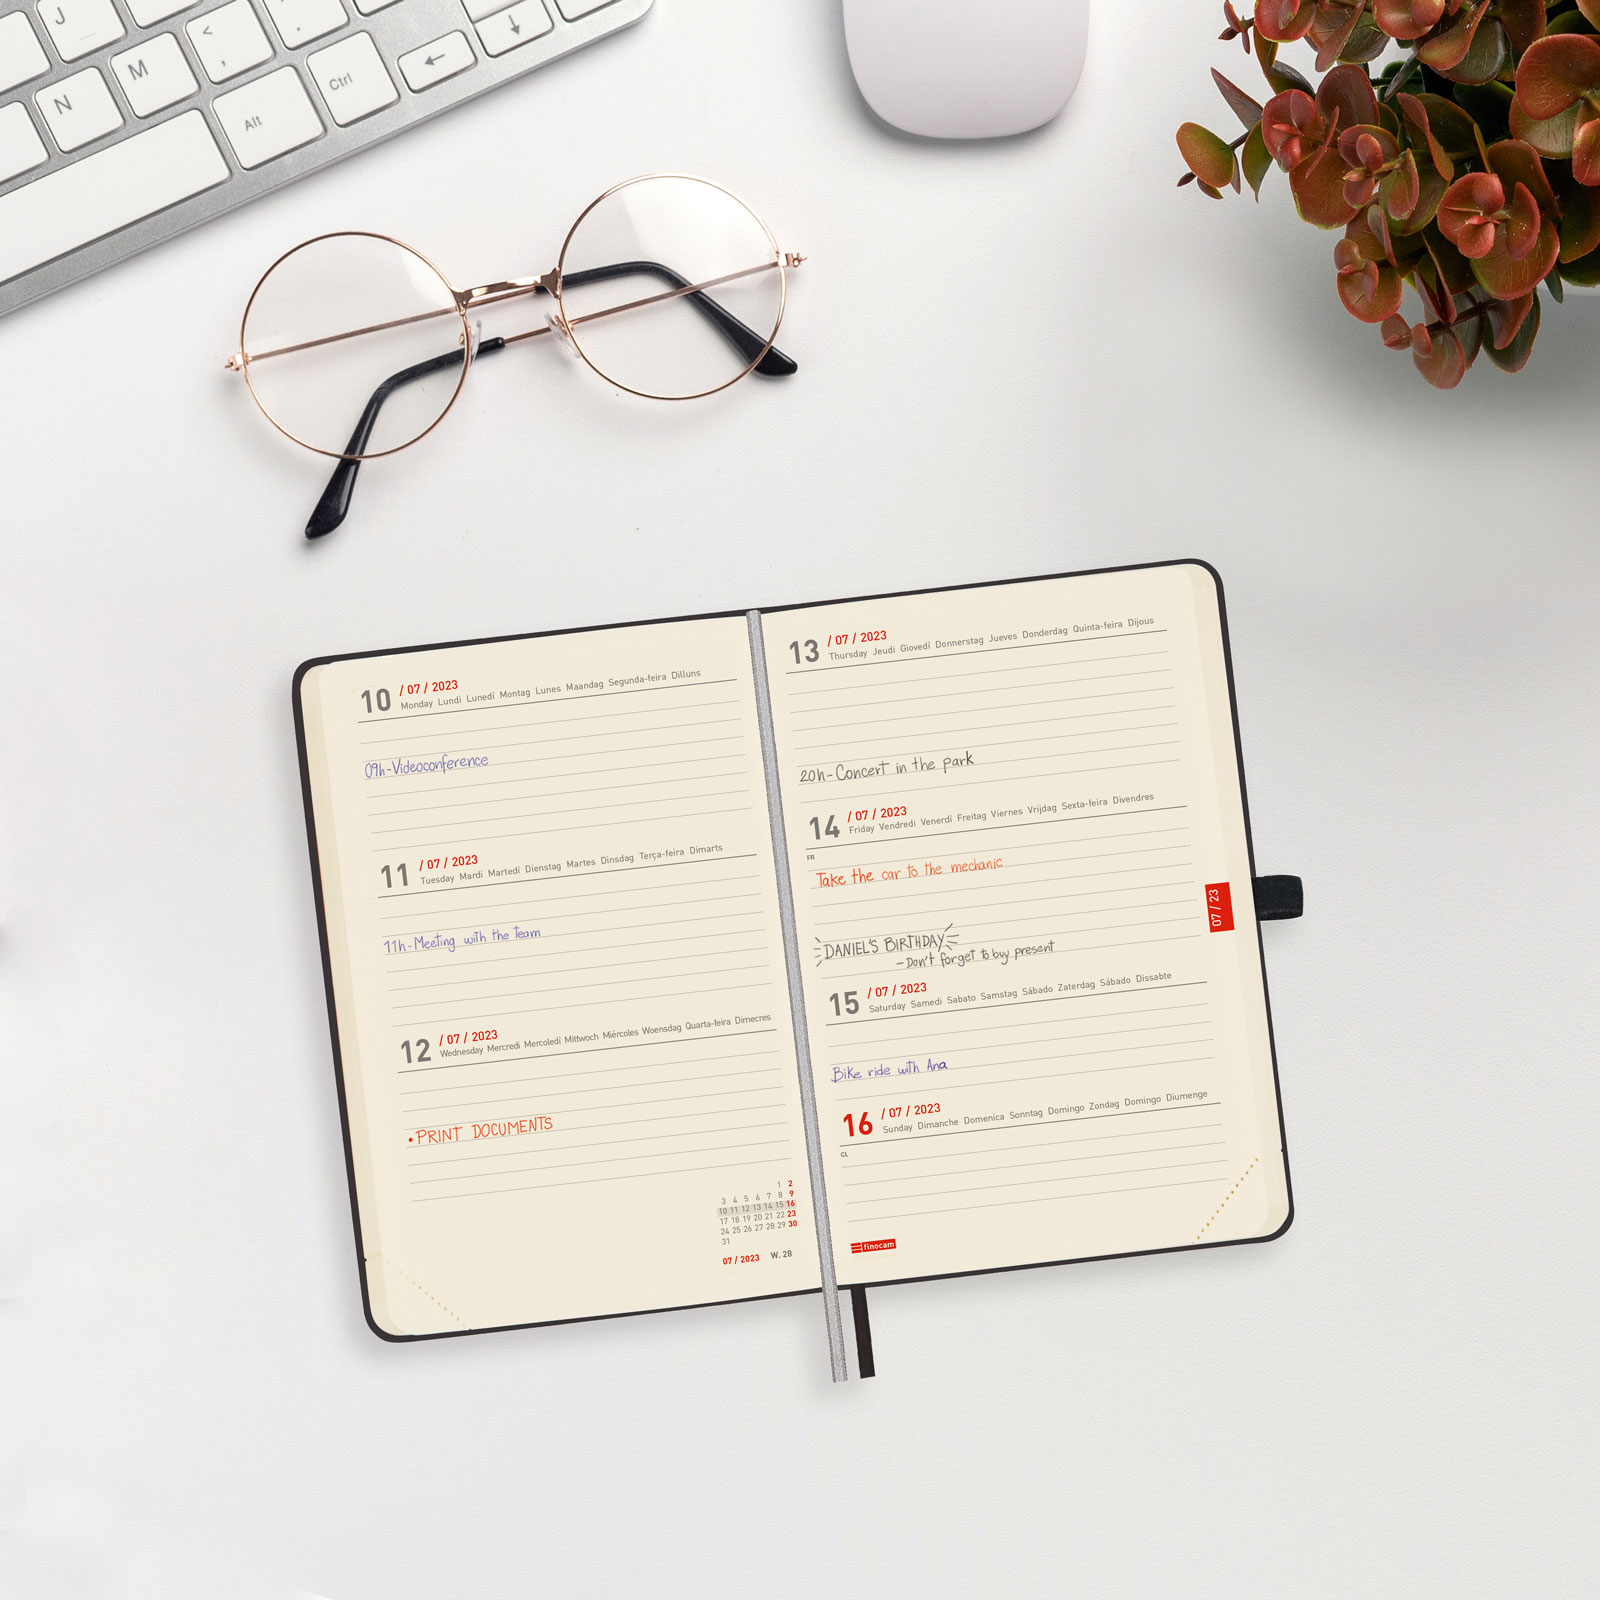 J
<
,
.
:
N
M
Alt
Ctrl
←
↓
10 / 07 / 2023
Monday Lundi Lunedí Montag Lunes Maandag Segunda-feira Dilluns
09h-Videoconference
11 / 07 / 2023
Tuesday Mardi Martedí Dienstag Martes Dinsdag Terça-feira Dimarts
11h-Meeting with the team
12 / 07 / 2023
Wednesday Mercredi Mercoledí Mittwoch Miércoles Woensdag Quarta-feira Dimecres
• PRINT DOCUMENTS
1 2
3 4 5 6 7 8 9
10 11 12 13 14 15 16
17 18 19 20 21 22 23
24 25 26 27 28 29 30
31
07 / 2023 W. 28
13 / 07 / 2023
Thursday Jeudi Giovedí Donnerstag Jueves Donderdag Quinta-feira Dijous
20h-Concert in the park
14 / 07 / 2023
Friday Vendredi Venerdí Freitag Viernes Vrijdag Sexta-feira Divendres
FR
Take the car to the mechanic
DANIEL'S BIRTHDAY
-Don't forget to buy present
15 / 07 / 2023
Saturday Samedi Sabato Samstag Sábado Zaterdag Sábado Dissabte
Bike ride with Ana
16 / 07 / 2023
Sunday Dimanche Domenica Sonntag Domingo Zondag Domingo Diumenge
CL
finocam
07 / 23